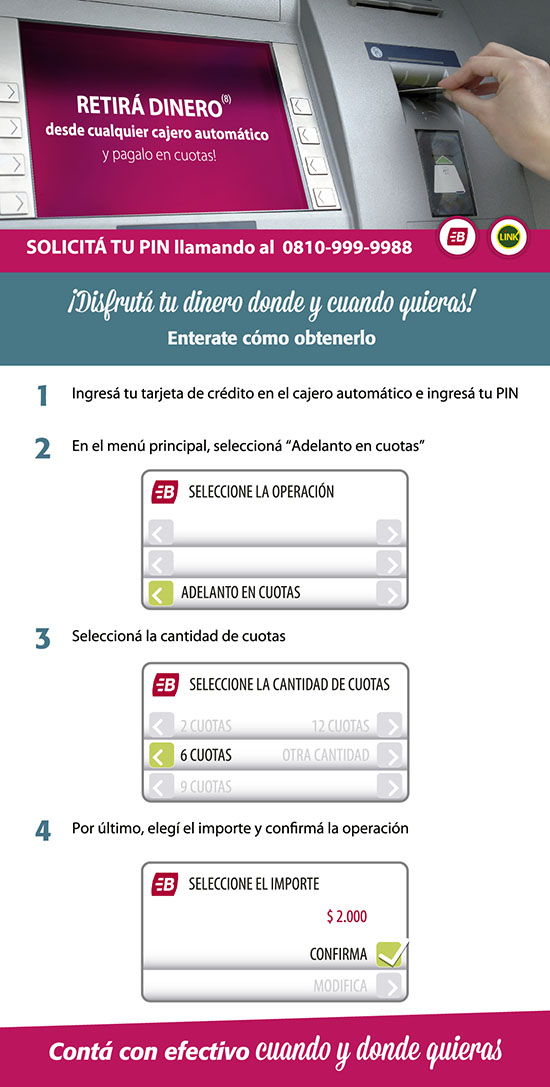 RETIRÁ DINERO(8)
desde cualquier cajero automático
y pagalo en cuotas!
SOLICITÁ TU PIN llamando al 0810-999-9988
B
LINK
¡Disfrutá tu dinero donde y cuando quieras!
Enterate cómo obtenerlo
1 Ingresá tu tarjeta de crédito en el cajero automático e ingresá tu PIN
2 En el menú principal, seleccioná “Adelanto en cuotas”
B SELECCIONE LA OPERACIÓN
ADELANTO EN CUOTAS
3 Seleccioná la cantidad de cuotas
B SELECCIONE LA CANTIDAD DE CUOTAS
2 CUOTAS 12 CUOTAS
6 CUOTAS OTRA CANTIDAD
9 CUOTAS
4 Por último, elegí el importe y confirmá la operación
B SELECCIONE EL IMPORTE
$ 2.000
CONFIRMA
MODIFICA
Contá con efectivo cuando y donde quieras